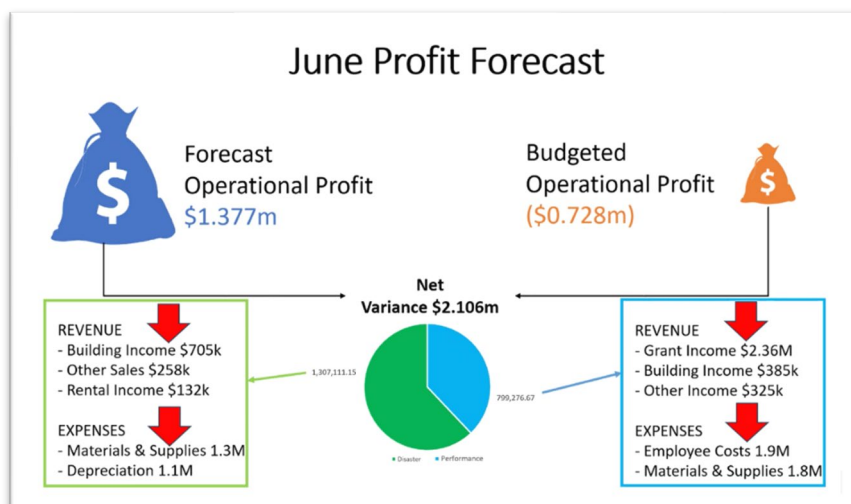 June Profit Forecast
$
Forecast
Operational Profit
$1.377m
Budgeted
Operational Profit
($0.728m)
$
Net
Variance $2.106m
REVENUE
- Building Income $705k
- Other Sales $258k
- Rental Income $132k
EXPENSES
- Materials & Supplies 1.3M
- Depreciation 1.1M
1,307,111.15
799,276.67
Disaster
Performance
REVENUE
- Grant Income $2.36M
- Building Income $385k
- Other Income $325k
EXPENSES
- Employee Costs 1.9M
- Materials & Supplies 1.8M